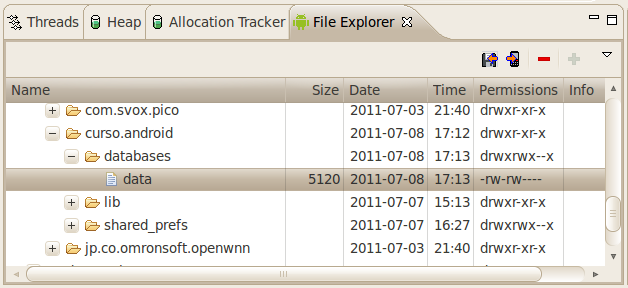 Threads Heap Allocation Tracker File Explorer
Name Size Date Time Permissions Info
com.svox.pico 2011-07-03 21:40 drwxr-xr-x
curso.android 2011-07-08 17:12 drwxr-xr-x
databases 2011-07-08 17:13 drwxrwx--x
data 5120 2011-07-08 17:13 -rw-rw----
lib 2011-07-07 15:13 drwxr-xr-x
shared_prefs 2011-07-07 16:27 drwxrwx--x
jp.co.omronsoft.openwnn 2011-07-03 21:40 drwxr-xr-x